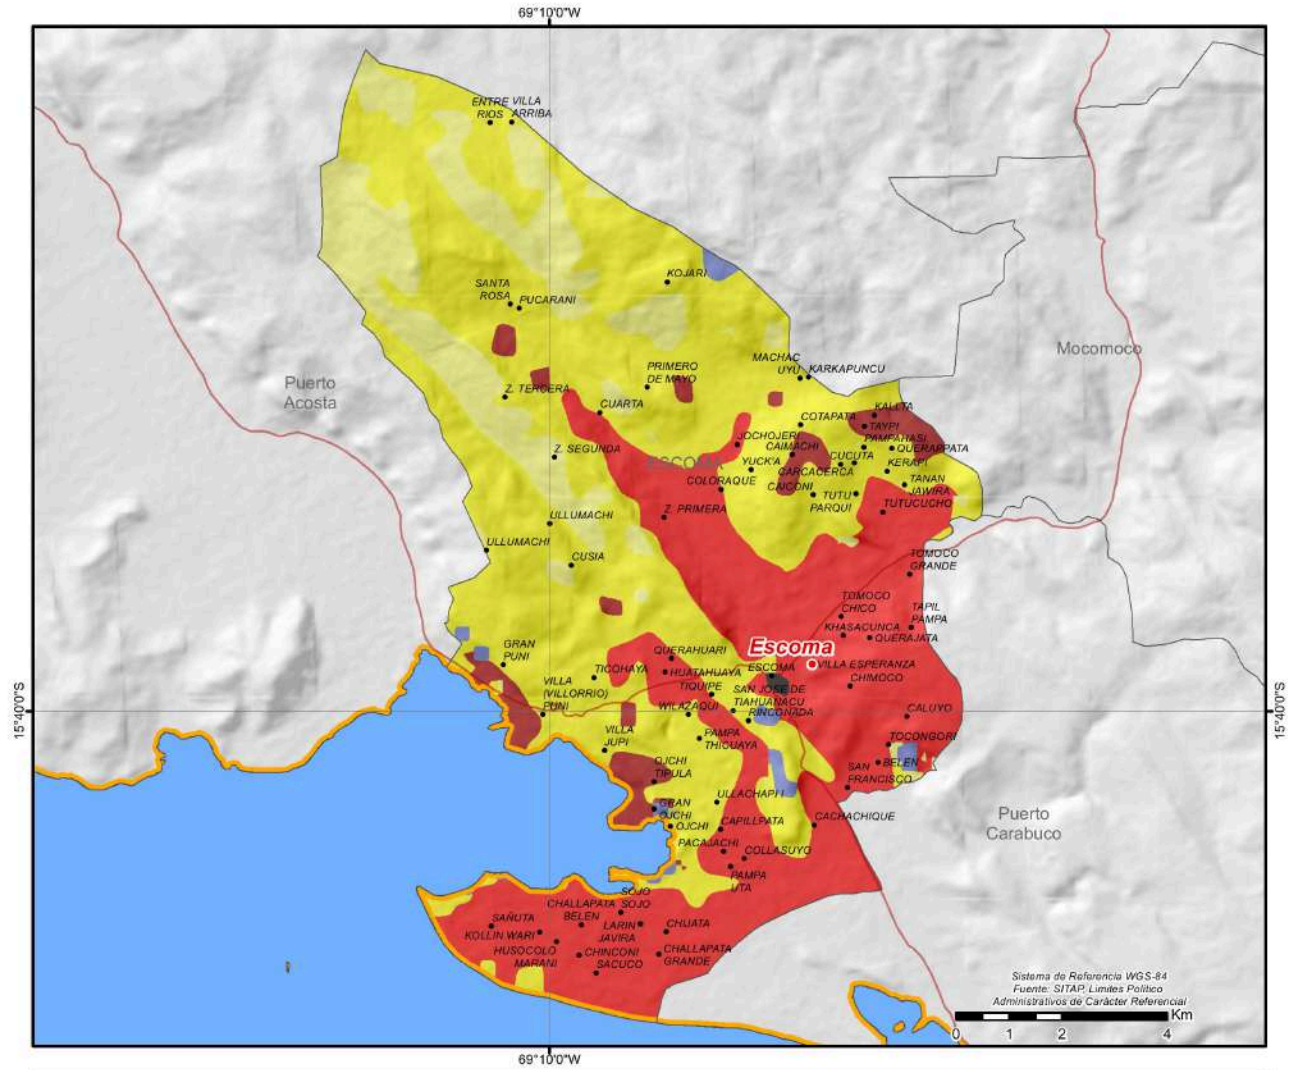 69°10'0"W
ENTRE VILLA
RIOS ARRIBA
KOJARI
SANTA
ROSA
PUCARANI
Mocomoco
MACHAC
UYU
KARKAPUNCU
PRIMERO
DE MAYO
Puerto
Acosta
Z. TERCERA
CUARTA
KALLTA
COTAPATA
TAYPI
JOCHOJERI
PAMPAHASI
Z. SEGUNDA
CAIMACHI
QUERAPPATA
ESCOMA
YUCK'A
CUCUTA
CARCACERCA
KERAPI
COLORAQUE
CAICONI
TUTU
PARQUI
TANAN
JAWIRA
TUTUCUCHO
Z. PRIMERA
ULLUMACHI
ULLUMACHI
CUSIA
TOMOCO
GRANDE
TOMOCO
CHICO
TAPIL
PAMPA
KHASACUNCA
QUERAJATA
Escoma
GRAN
PUNI
QUERAHUARI
TICOHAYA
HUATAHUAYA
ESCOMA
VILLA ESPERANZA
VILLA
(VILLORRIO)
PUNI
TIQUIPE
SAN JOSE DE
TIAHUANACU
CHIMOCO
WILAZAQUI
RINCONADA
CALUYO
15°40'0"S
15°40'0"S
VILLA
JUPI
PAMPA
THICUAYA
TOCONGORI
OJCHI
TIPULA
SAN
FRANCISCO
BELEN
GRAN
OJCHI
OJCHI
ULLACHAPI I
CAPILLPATA
CACHACHIQUE
Puerto
Carabuco
PACAJACHI
COLLASUYO
PAMPA
UTA
SOJO
SOJO
CHALLAPATA
BELEN
SAÑUTA
LARIN
JAVIRA
CHIJATA
KOLLIN WARI
HUSOCOLO
MARANI
CHINCONI
CHALLAPATA
GRANDE
SACUCO
Sistema de Referencia WGS-84
Fuente: SITAP, Limites Político
Administrativos de Carácter Referencial
Km
0 1 2 4
69°10'0"W